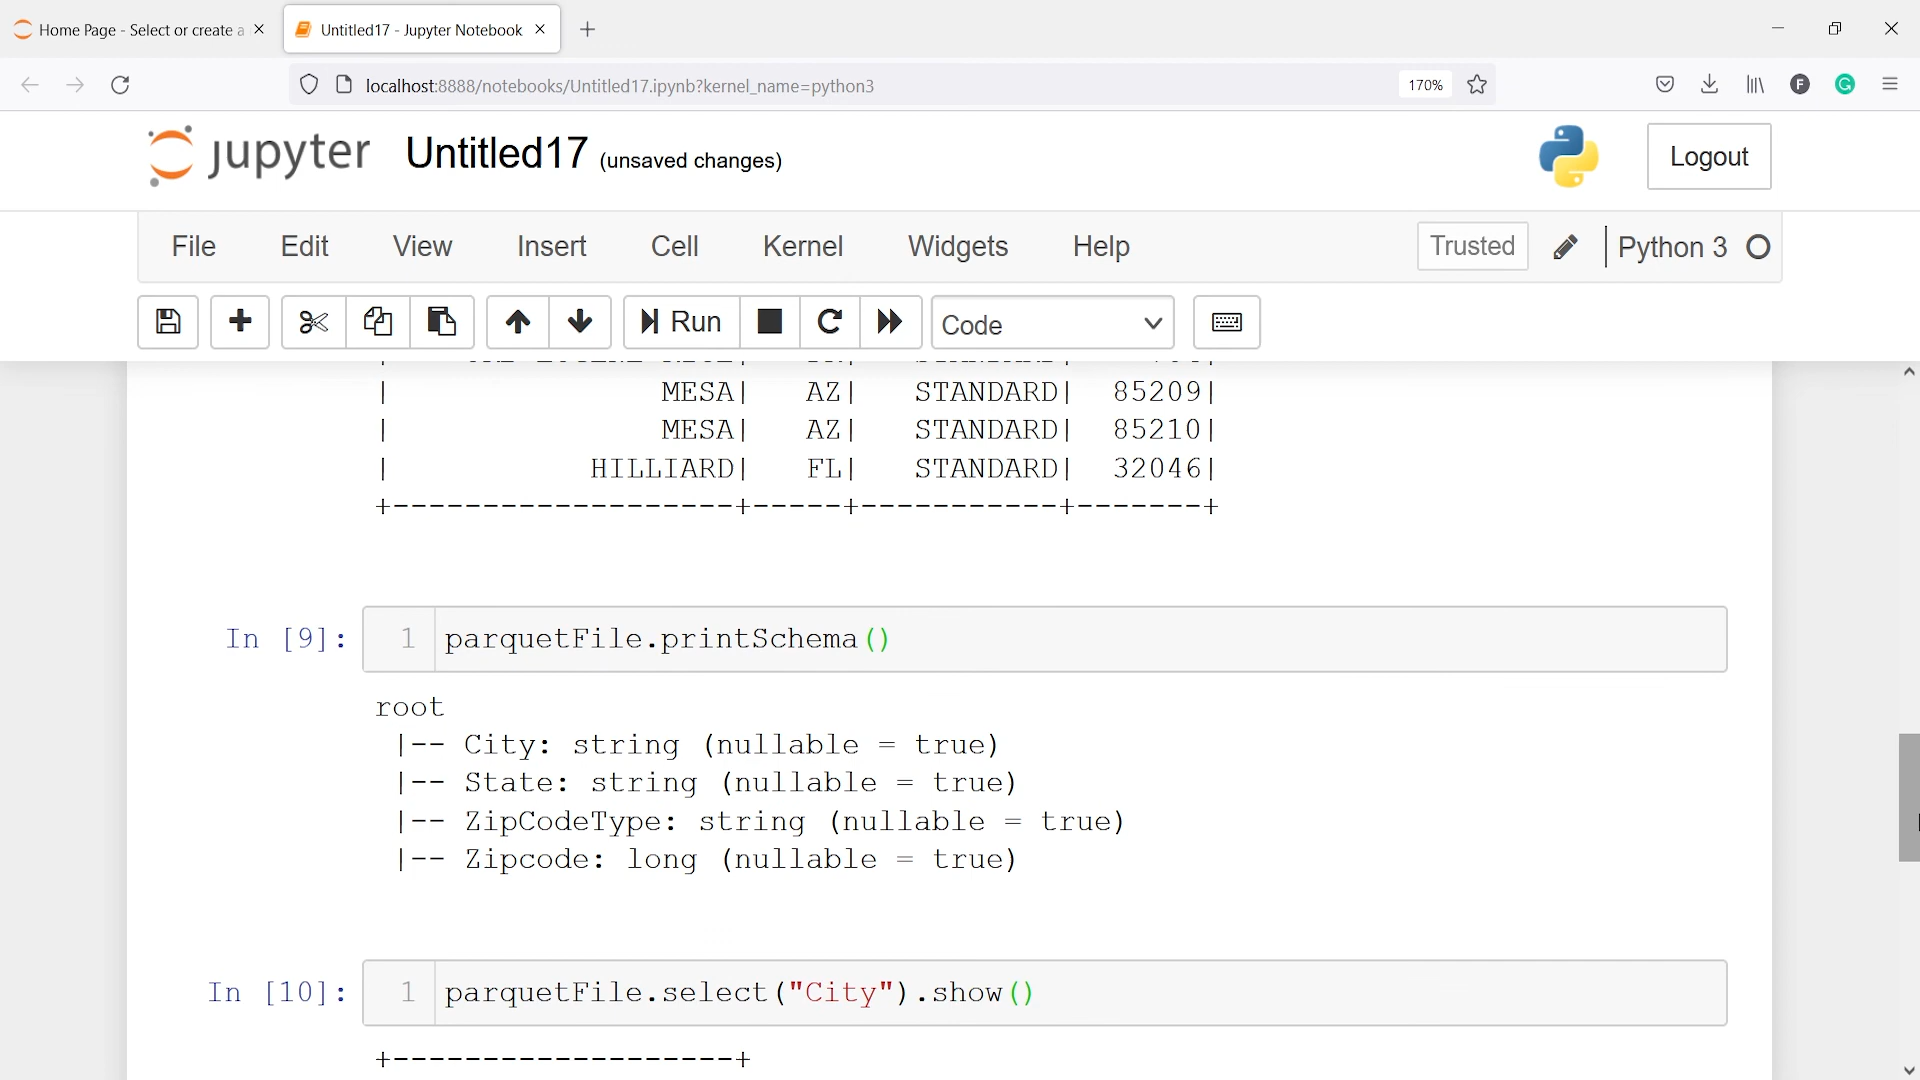 Home Page - Select or create a
Untitled17 - Jupyter Notebook
localhost:8888/notebooks/Untitled17.ipynb?kernel_name=python3
170%
F
G
jupyter Untitled17 (unsaved changes)
Logout
File Edit View Insert Cell Kernel Widgets Help
Trusted
Python 3
Run
Code
| MESA| AZ| STANDARD| 85209|
| MESA| AZ| STANDARD| 85210|
| HILLIARD| FL| STANDARD| 32046|
+-------------------+-----+-----------+-------+
In [9]: 1 parquetFile.printSchema()
root
|-- City: string (nullable = true)
|-- State: string (nullable = true)
|-- ZipCodeType: string (nullable = true)
|-- Zipcode: long (nullable = true)
In [10]: 1 parquetFile.select("City").show()
+-------------------+